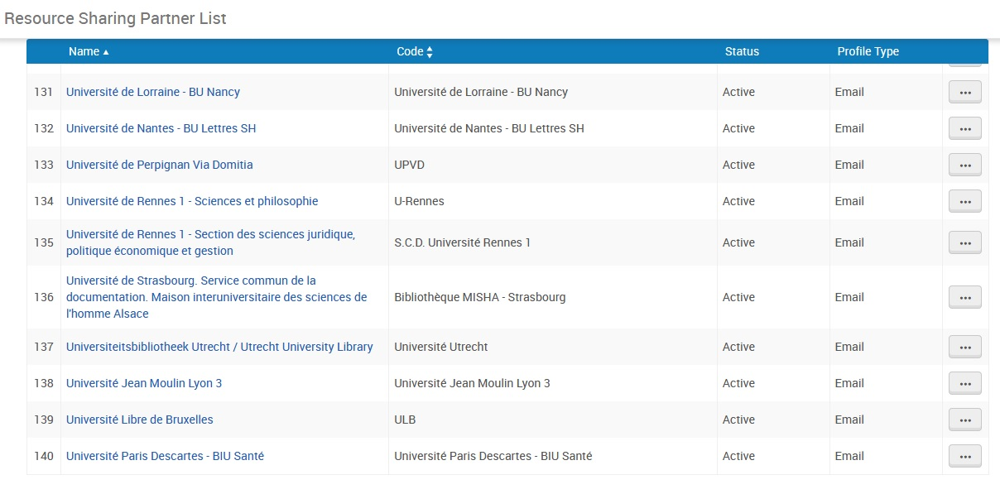 Resource Sharing Partner List
Name Code Status Profile Type
131 Université de Lorraine - BU Nancy Université de Lorraine - BU Nancy Active Email
132 Université de Nantes - BU Lettres SH Université de Nantes - BU Lettres SH Active Email
133 Université de Perpignan Via Domitia UPVD Active Email
134 Université de Rennes 1 - Sciences et philosophie U-Rennes Active Email
135 Université de Rennes 1 - Section des sciences juridique,
politique économique et gestion S.C.D. Université Rennes 1 Active Email
136 Université de Strasbourg. Service commun de la
documentation. Maison interuniversitaire des sciences de
l'homme Alsace Bibliothèque MISHA - Strasbourg Active Email
137 Universiteitsbibliotheek Utrecht / Utrecht University Library Université Utrecht Active Email
138 Université Jean Moulin Lyon 3 Université Jean Moulin Lyon 3 Active Email
139 Université Libre de Bruxelles ULB Active Email
140 Université Paris Descartes - BIU Santé Université Paris Descartes - BIU Santé Active Email